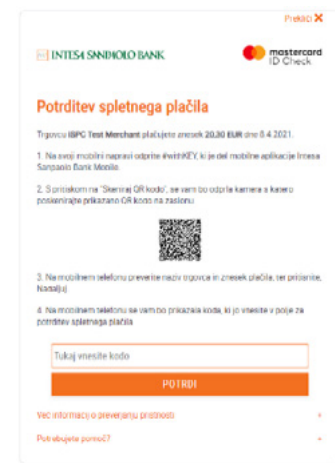 Prekliči X
INTESA SANPAOLO BANK
mastercard
ID Check
Potrditev spletnega plačila
Trgovcu IBPC Test Merchant plačujete znesek 20,30 EUR dne 8.4.2021.
1. Na svoji mobilni napravi odprite #withKEY, ki je del mobilne aplikacije Intesa
Sanpaolo Bank Mobile.
2. S pritiskom na 'Skeniraj QR kodo', se vam bo odprla kamera s katero
poskenirajte prikazano QR kodo na zaslonu
3. Na mobilnem telefonu preverite naziv trgovca in znesek plačila, ter pritisnite,
Nadaljuj
4. Na mobilnem telefonu se vam bo prikazala koda, ki jo vnesite v polje za
potrditev spletnega plačila
Tukaj vnesite kodo
POTRDI
Več informacij o preverjanju pristnosti
Potrebujete pomoč?